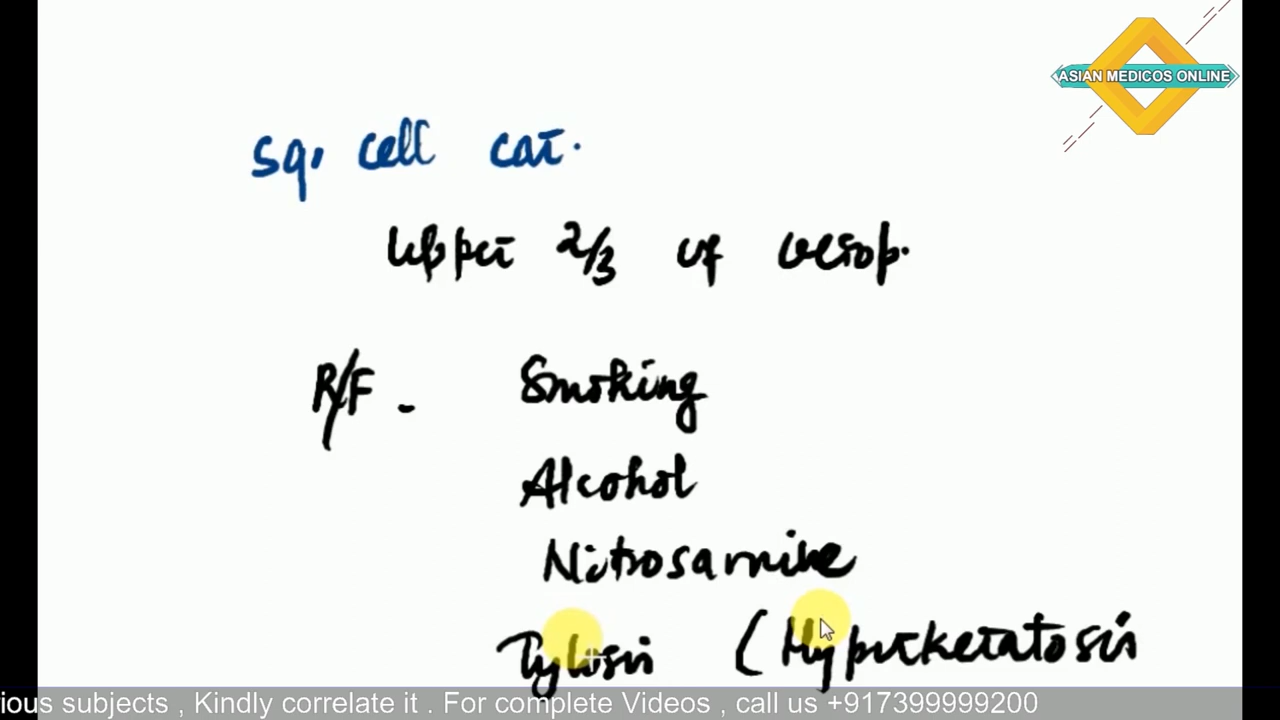 ASIAN MEDICOS ONLINE
Sq. cell car.
Upper 2/3 of oesop.
R/F - Smoking
Alcohol
Nitrosamine
Tylosis (Hyperkeratosis
ious subjects , Kindly correlate it . For complete Videos , call us +917399999200